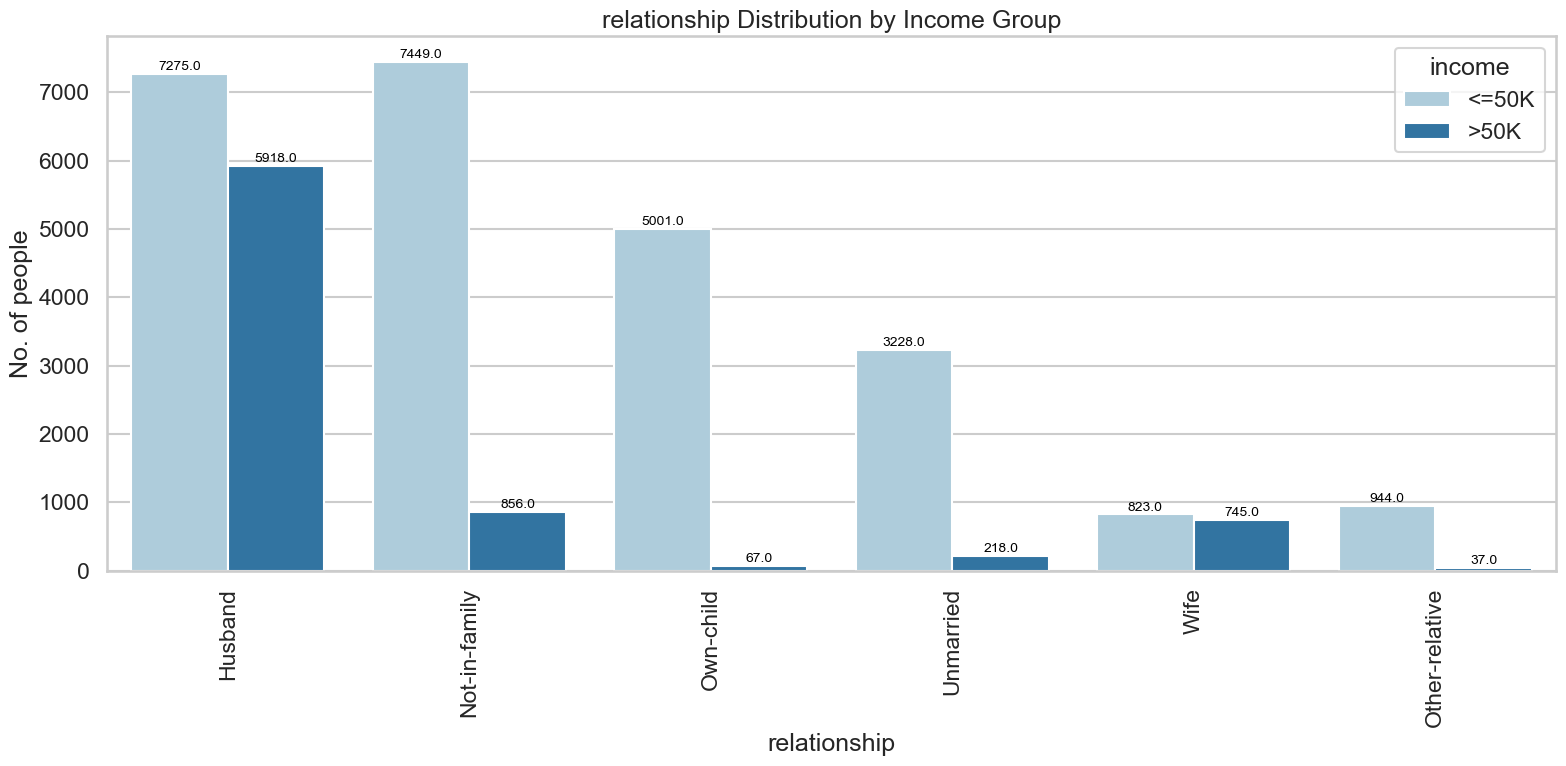 relationship Distribution by Income Group
income
<=50K
>50K
No. of people
7000
6000
5000
4000
3000
2000
1000
0
7275.0
5918.0
7449.0
856.0
5001.0
67.0
3228.0
218.0
823.0
745.0
944.0
37.0
Husband
Not-in-family
Own-child
Unmarried
Wife
Other-relative
relationship